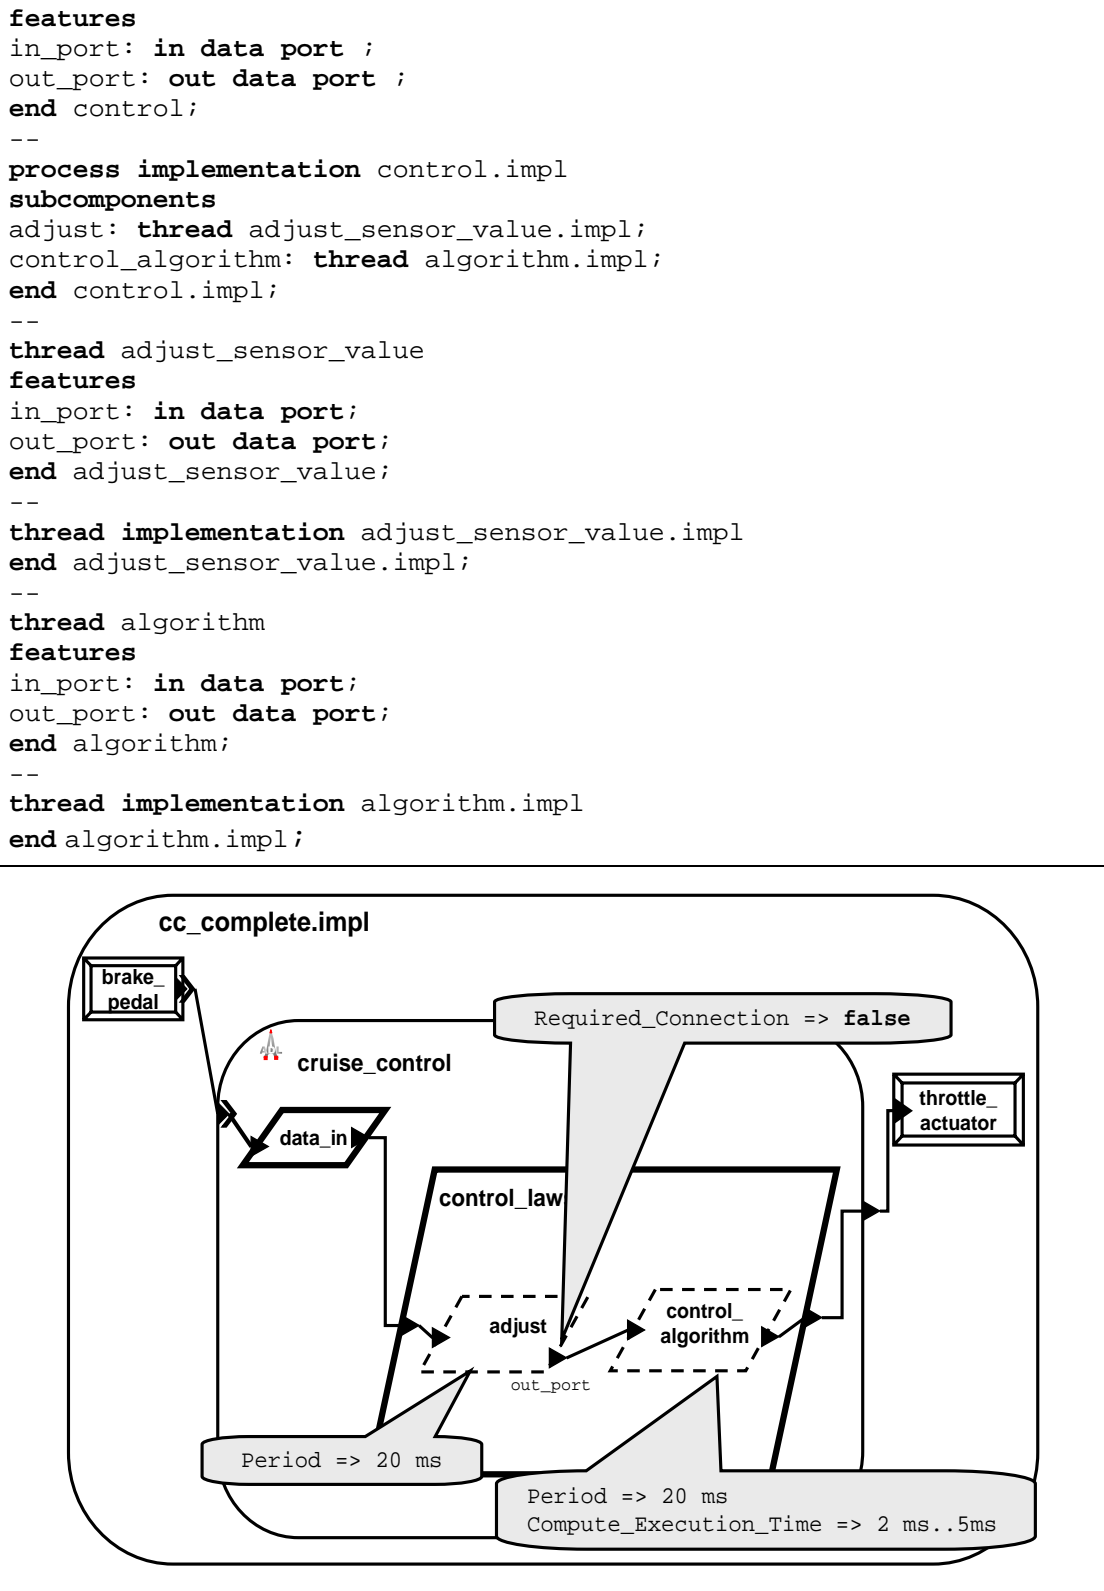 features
in_port: in data port ;
out_port: out data port ;
end control;
--
process implementation control.impl
subcomponents
adjust: thread adjust_sensor_value.impl;
control_algorithm: thread algorithm.impl;
end control.impl;
--
thread adjust_sensor_value
features
in_port: in data port;
out_port: out data port;
end adjust_sensor_value;
--
thread implementation adjust_sensor_value.impl
end adjust_sensor_value.impl;
--
thread algorithm
features
in_port: in data port;
out_port: out data port;
end algorithm;
--
thread implementation algorithm.impl
end algorithm.impl;
cc_complete.impl
brake_
pedal
Required_Connection => false
cruise_control
throttle_
actuator
data_in
control_law
control_
algorithm
adjust
out_port
Period => 20 ms
Period => 20 ms
Compute_Execution_Time => 2 ms..5ms